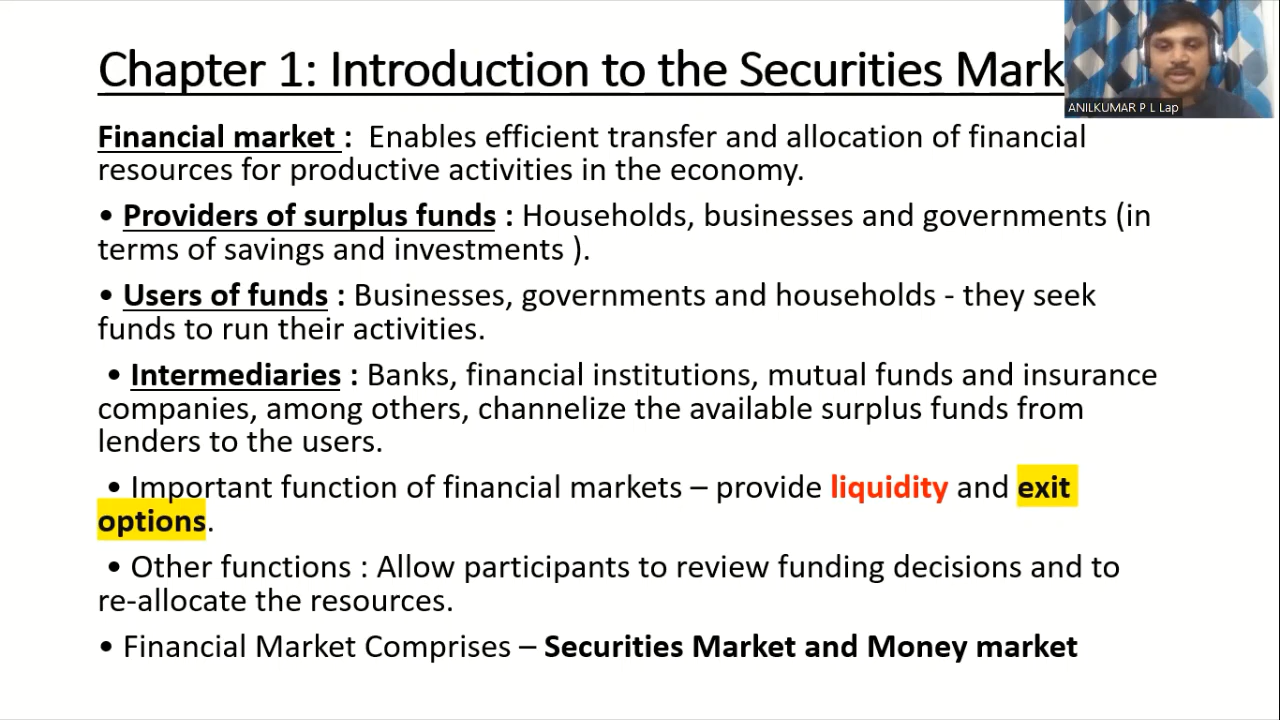 Chapter 1: Introduction to the Securities Mark
ANILKUMAR P L Lap
Financial market :  Enables efficient transfer and allocation of financial
resources for productive activities in the economy.
• Providers of surplus funds : Households, businesses and governments (in
terms of savings and investments ).
• Users of funds : Businesses, governments and households - they seek
funds to run their activities.
• Intermediaries : Banks, financial institutions, mutual funds and insurance
companies, among others, channelize the available surplus funds from
lenders to the users.
• Important function of financial markets – provide liquidity and exit
options.
• Other functions : Allow participants to review funding decisions and to
re-allocate the resources.
• Financial Market Comprises – Securities Market and Money market